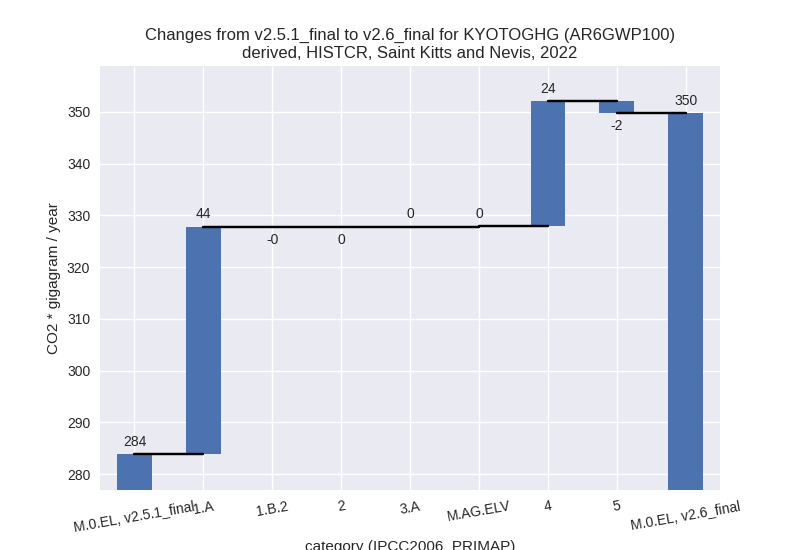 Changes from v2.5.1_final to v2.6_final for KYOTOGHG (AR6GWP100)
derived, HISTCR, Saint Kitts and Nevis, 2022
CO2 * gigagram / year
350
340
330
320
310
300
290
280
284
44
-0
0
0
0
24
-2
350
M.0.EL, v2.5.1_final
1.A
1.B.2
2
3.A
M.AG.ELV
4
5
M.0.EL, v2.6_final
category (IPCC2006_PRIMAP)